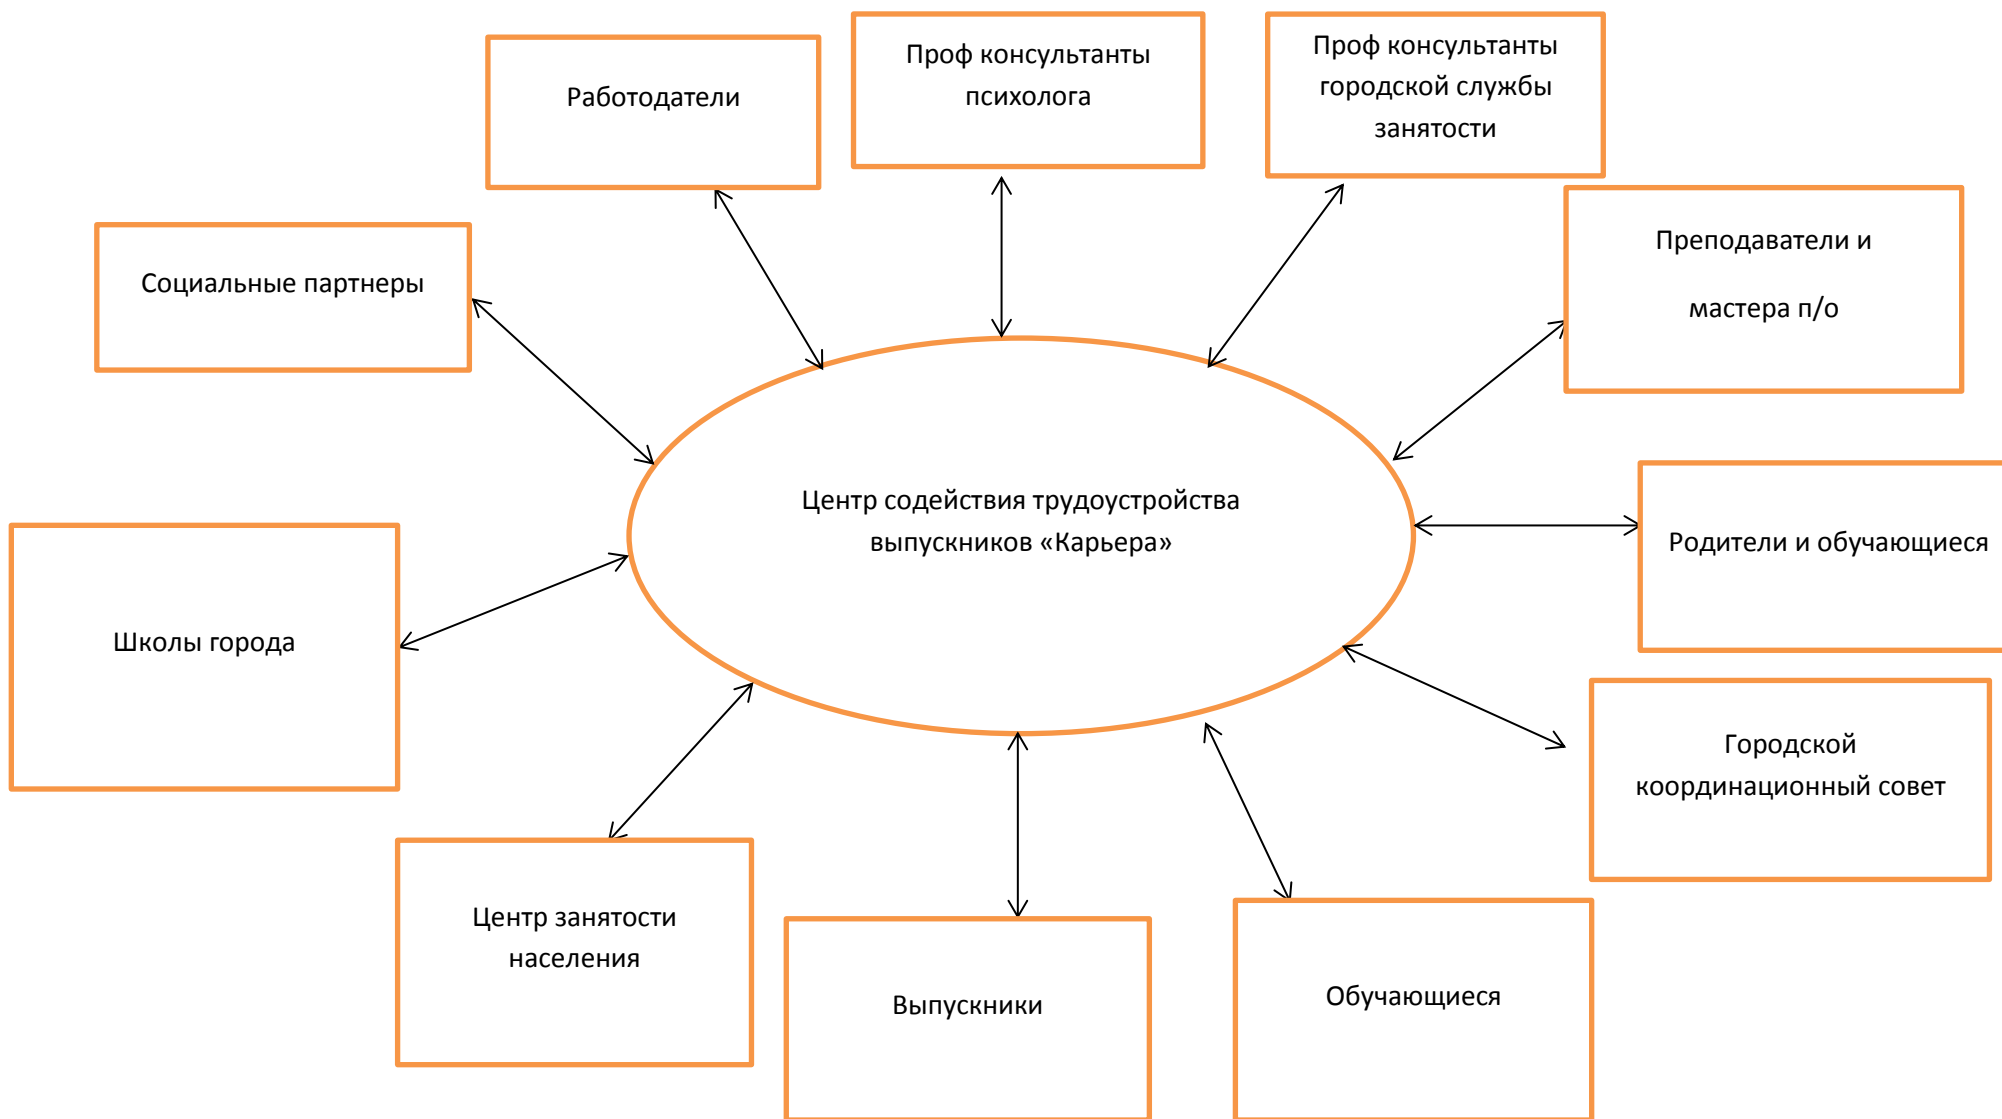 Работодатели
Проф консультанты
психолога
Проф консультанты
городской службы
занятости
Социальные партнеры
Преподаватели и
мастера п/о
Центр содействия трудоустройства
выпускников «Карьера»
Родители и обучающиеся
Школы города
Городской
координационный совет
Центр занятости
населения
Выпускники
Обучающиеся